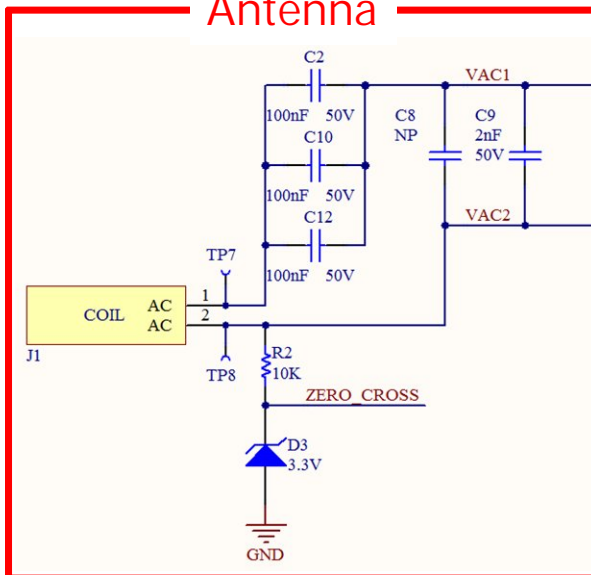 Antenna
C2
100nF 50V
C10
100nF 50V
C12
100nF 50V
VAC1
C8
NP
C9
2nF
50V
VAC2
TP7
COIL
AC 1
AC 2
J1
TP8
R2
10K
ZERO_CROSS
D3
3.3V
GND